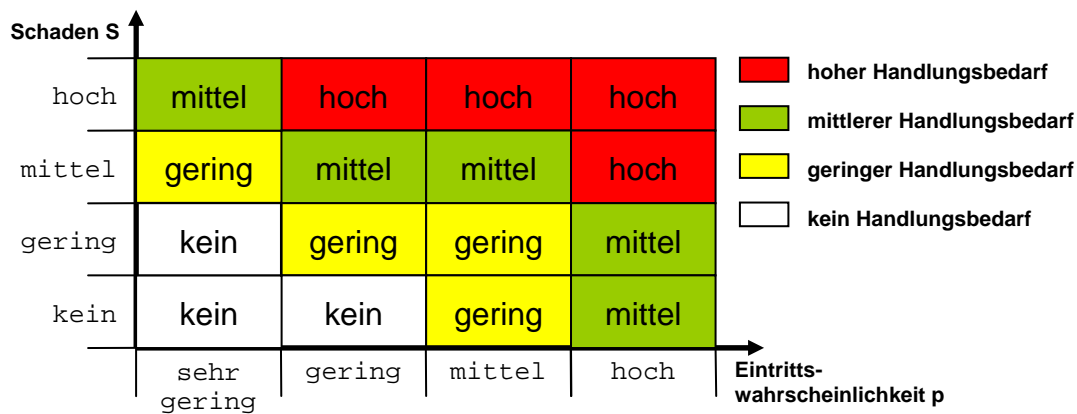 Schaden S
hoch mittel hoch hoch hoch
mittel gering mittel mittel hoch
gering kein gering gering mittel
kein kein kein gering mittel
sehr gering gering mittel hoch
Eintritts-
wahrscheinlichkeit p
hoher Handlungsbedarf
mittlerer Handlungsbedarf
geringer Handlungsbedarf
kein Handlungsbedarf